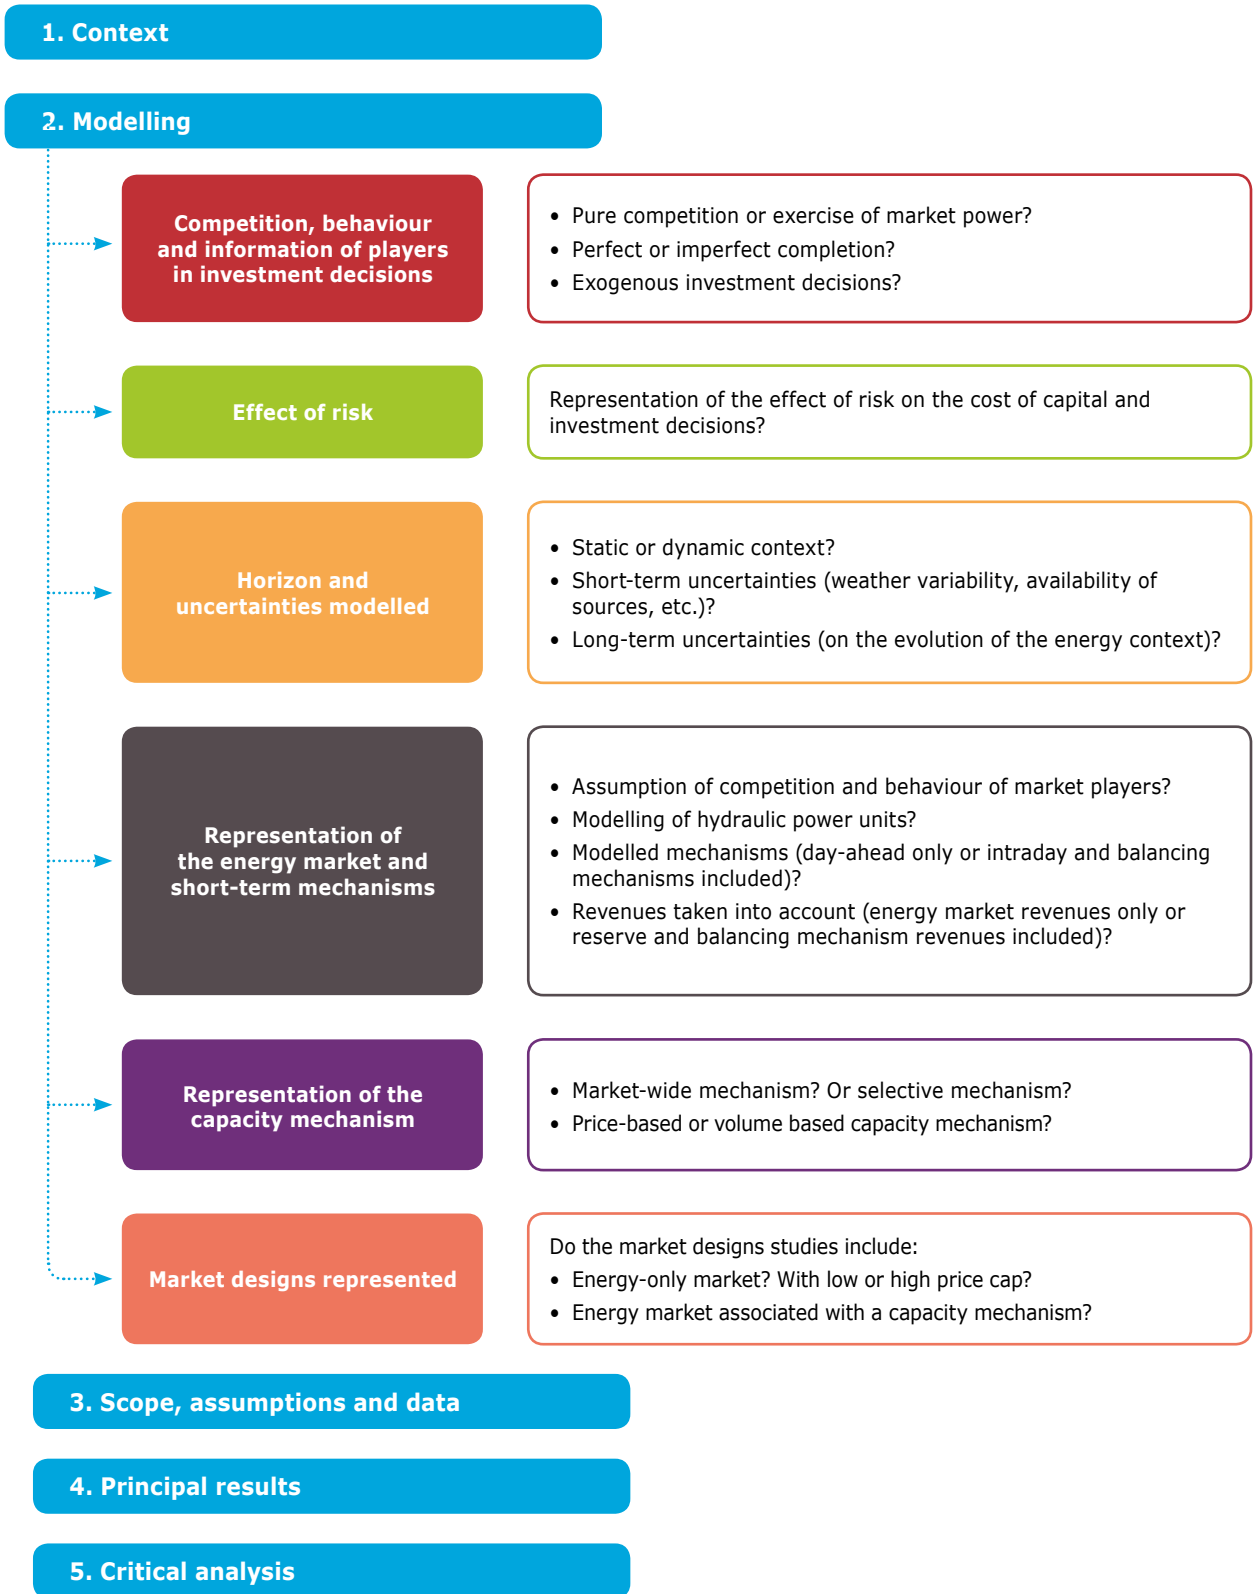 1. Context
2. Modelling
Competition, behaviour
and information of players
in investment decisions
• Pure competition or exercise of market power?
• Perfect or imperfect completion?
• Exogenous investment decisions?
Effect of risk
Representation of the effect of risk on the cost of capital and
investment decisions?
Horizon and
uncertainties modelled
• Static or dynamic context?
• Short-term uncertainties (weather variability, availability of
sources, etc.)?
• Long-term uncertainties (on the evolution of the energy context)?
Representation of
the energy market and
short-term mechanisms
• Assumption of competition and behaviour of market players?
• Modelling of hydraulic power units?
• Modelled mechanisms (day-ahead only or intraday and balancing
mechanisms included)?
• Revenues taken into account (energy market revenues only or
reserve and balancing mechanism revenues included)?
Representation of the
capacity mechanism
• Market-wide mechanism? Or selective mechanism?
• Price-based or volume based capacity mechanism?
Market designs represented
Do the market designs studies include:
• Energy-only market? With low or high price cap?
• Energy market associated with a capacity mechanism?
3. Scope, assumptions and data
4. Principal results
5. Critical analysis